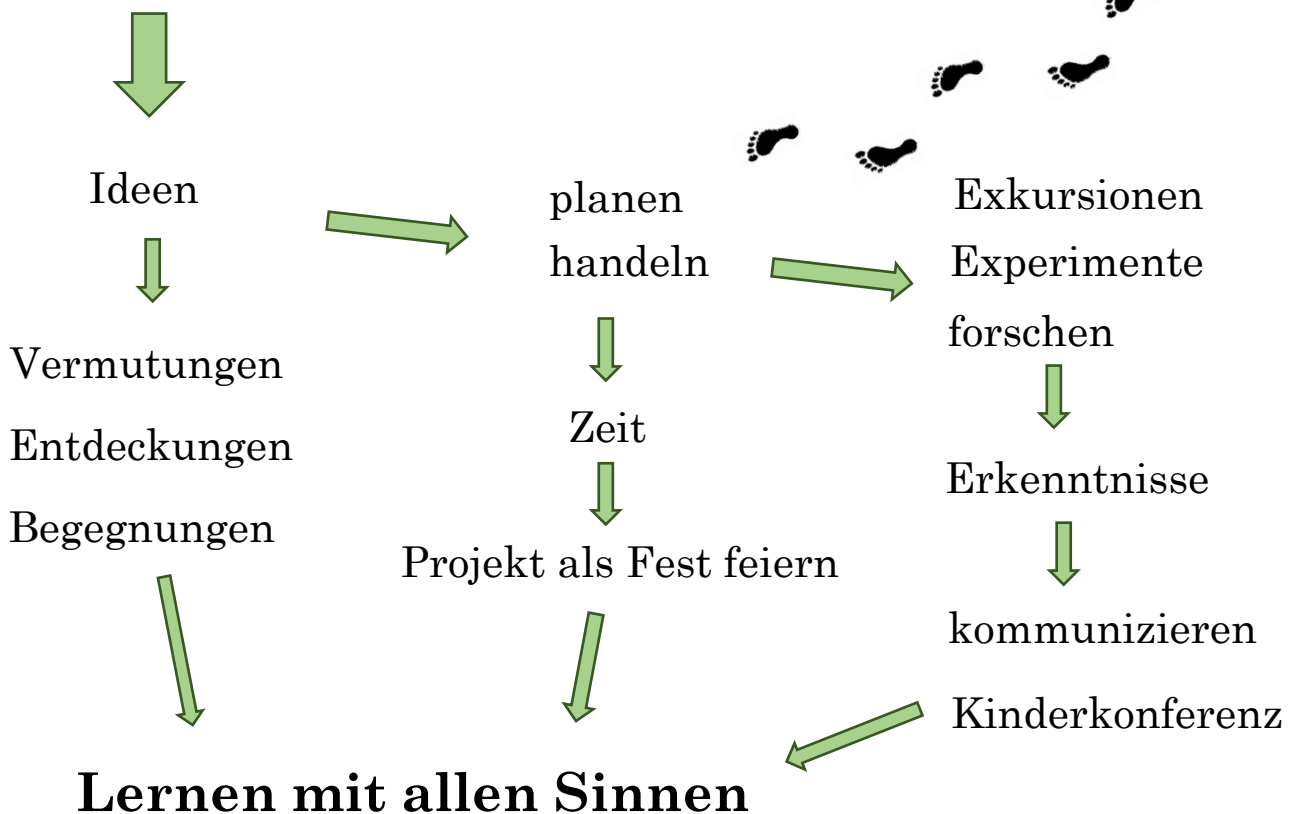 Ideen
Vermutungen
Entdeckungen
Begegnungen
planen
handeln
Zeit
Projekt als Fest feiern
Exkursionen
Experimente
forschen
Erkenntnisse
kommunizieren
Kinderkonferenz
Lernen mit allen Sinnen